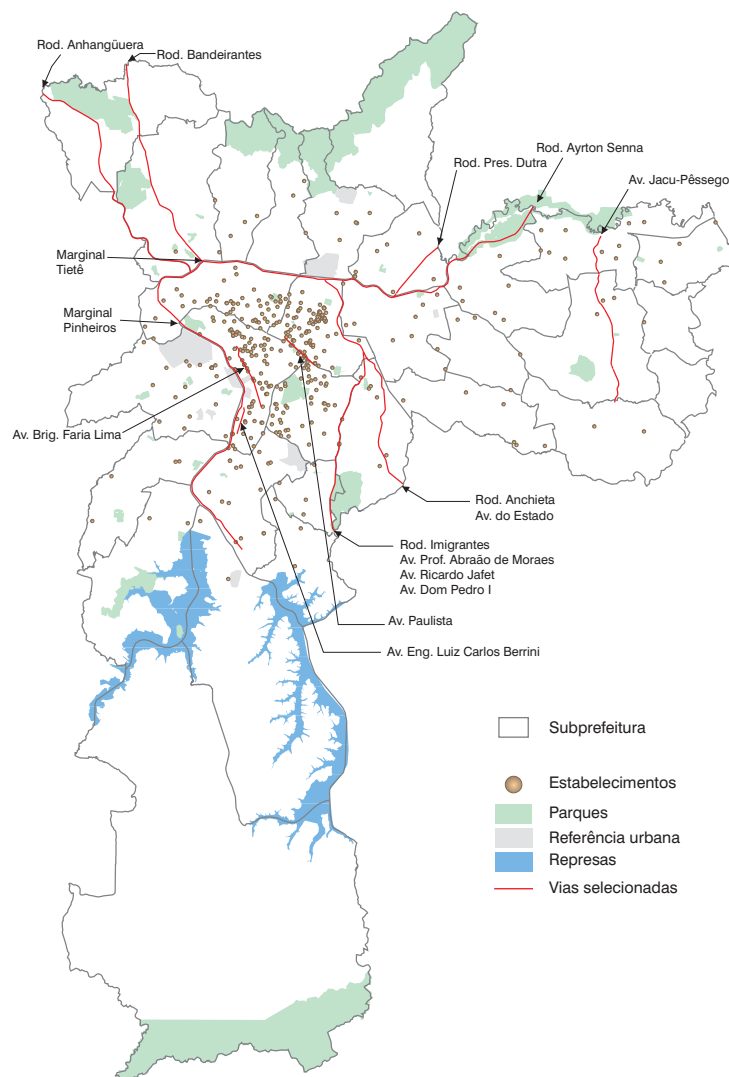 Rod. Anhangüera
Rod. Bandeirantes
Rod. Pres. Dutra
Rod. Ayrton Senna
Av. Jacu-Pêssego
Marginal
Tietê
Marginal
Pinheiros
Av. Brig. Faria Lima
Rod. Anchieta
Av. do Estado
Rod. Imigrantes
Av. Prof. Abraão de Moraes
Av. Ricardo Jafet
Av. Dom Pedro I
Av. Paulista
Av. Eng. Luiz Carlos Berrini
Subprefeitura
Estabelecimentos
Parques
Referência urbana
Represas
Vias selecionadas